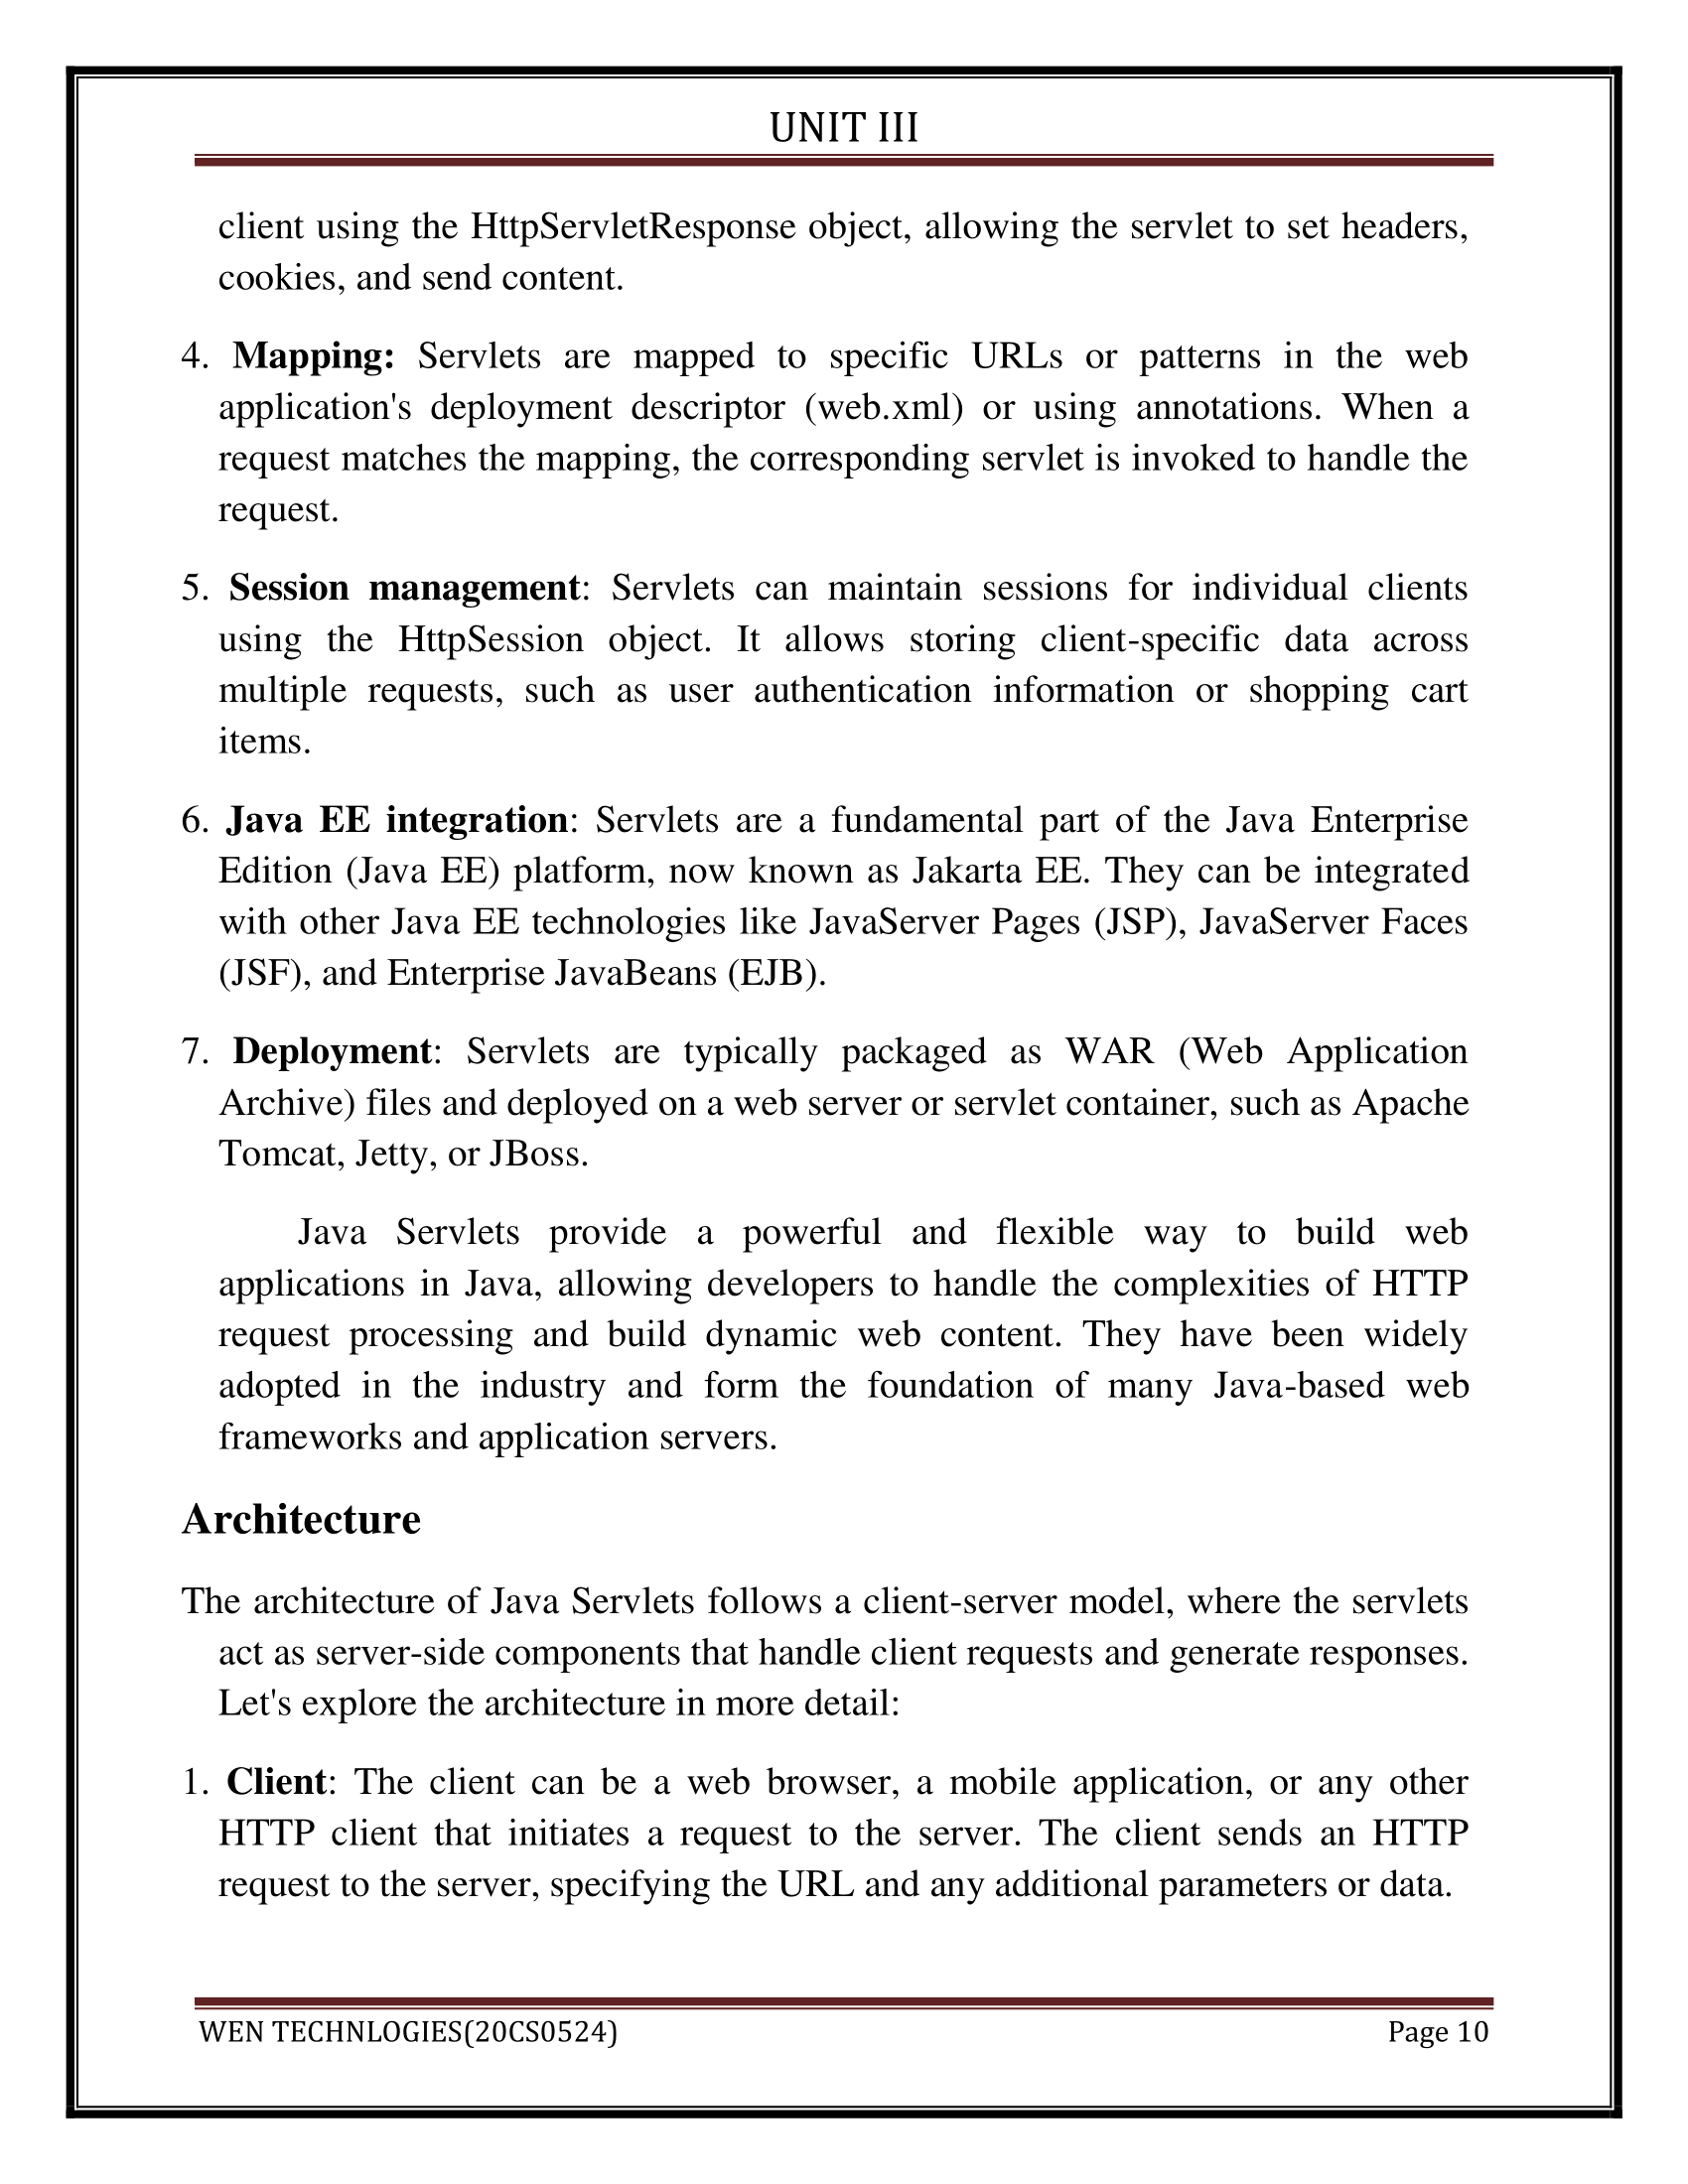 UNIT III
client using the HttpServletResponse object, allowing the servlet to set headers,
cookies, and send content.
4. Mapping: Servlets are mapped to specific URLs or patterns in the web
application's deployment descriptor (web.xml) or using annotations. When a
request matches the mapping, the corresponding servlet is invoked to handle the
request.
5. Session management: Servlets can maintain sessions for individual clients
using the HttpSession object. It allows storing client-specific data across
multiple requests, such as user authentication information or shopping cart
items.
6. Java EE integration: Servlets are a fundamental part of the Java Enterprise
Edition (Java EE) platform, now known as Jakarta EE. They can be integrated
with other Java EE technologies like JavaServer Pages (JSP), JavaServer Faces
(JSF), and Enterprise JavaBeans (EJB).
7. Deployment: Servlets are typically packaged as WAR (Web Application
Archive) files and deployed on a web server or servlet container, such as Apache
Tomcat, Jetty, or JBoss.
Java Servlets provide a powerful and flexible way to build web
applications in Java, allowing developers to handle the complexities of HTTP
request processing and build dynamic web content. They have been widely
adopted in the industry and form the foundation of many Java-based web
frameworks and application servers.
Architecture
The architecture of Java Servlets follows a client-server model, where the servlets
act as server-side components that handle client requests and generate responses.
Let's explore the architecture in more detail:
1. Client: The client can be a web browser, a mobile application, or any other
HTTP client that initiates a request to the server. The client sends an HTTP
request to the server, specifying the URL and any additional parameters or data.
WEN TECHNLOGIES(20CS0524) Page 10